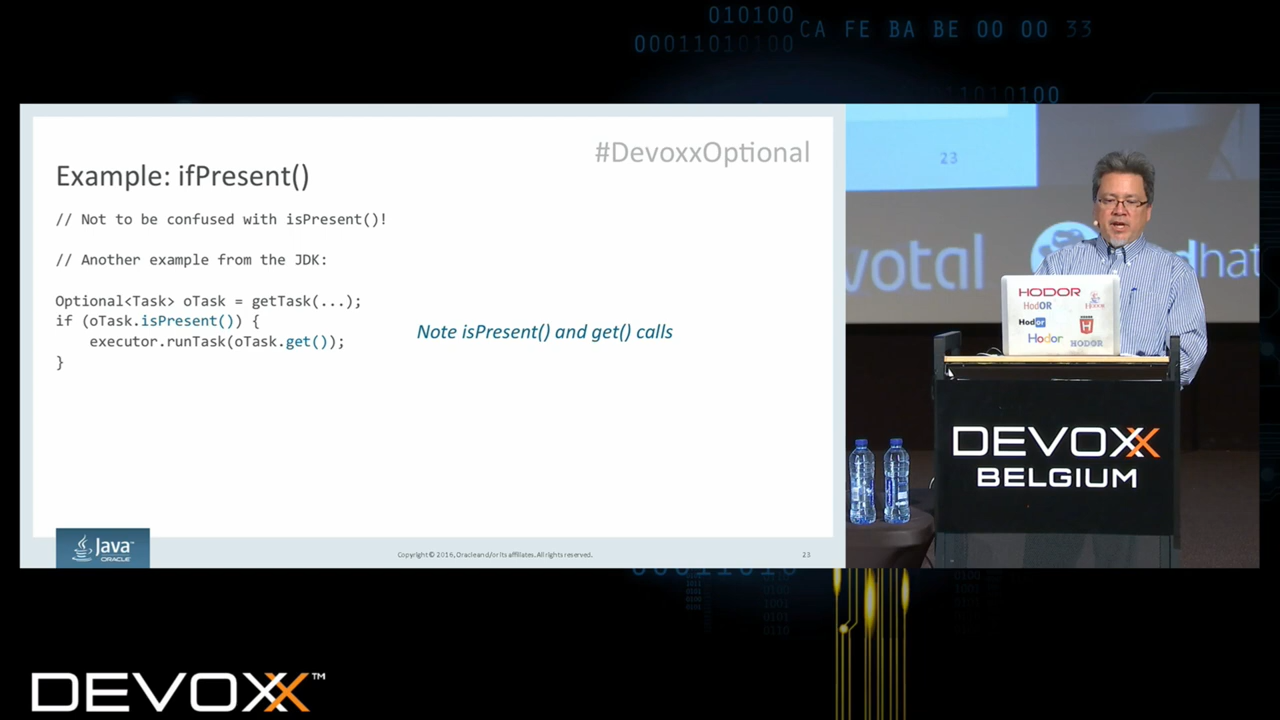 010100
00011010100
CA FE BA BE 00 00 33
11010100
#DevoxxOptional
Example: ifPresent()
// Not to be confused with isPresent()!
// Another example from the JDK:
Optional<Task> oTask = getTask(...);
if (oTask.isPresent()) {
executor.runTask(oTask.get());
}
Note isPresent() and get() calls
Java™
ORACLE
Copyright © 2016, Oracle and/or its affiliates. All rights reserved.
23
23
votal
dhat
HODOR
HodOR
Hodor
Hodor
HODOR
DEVOXX
BELGIUM
DEVOXX™